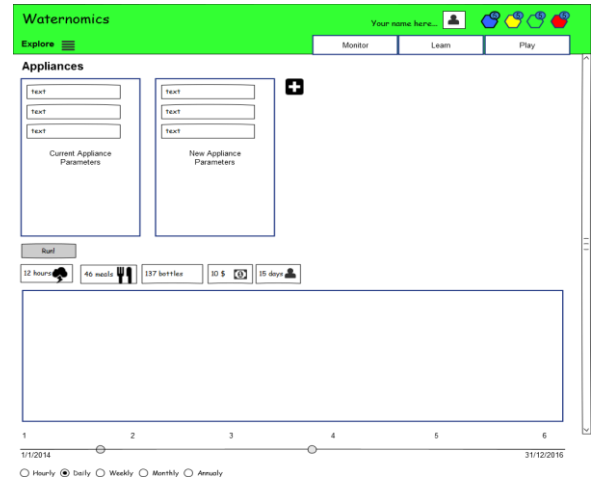 Waternomics
Your name here...
Explore
Monitor
Learn
Play
Appliances
text
text
text
Current Appliance
Parameters
text
text
text
New Appliance
Parameters
Run!
12 hours
46 meals
137 bottles
10 $
15 days
1 2 3 4 5 6
1/1/2014
31/12/2016
Hourly Daily Weekly Monthly Annualy